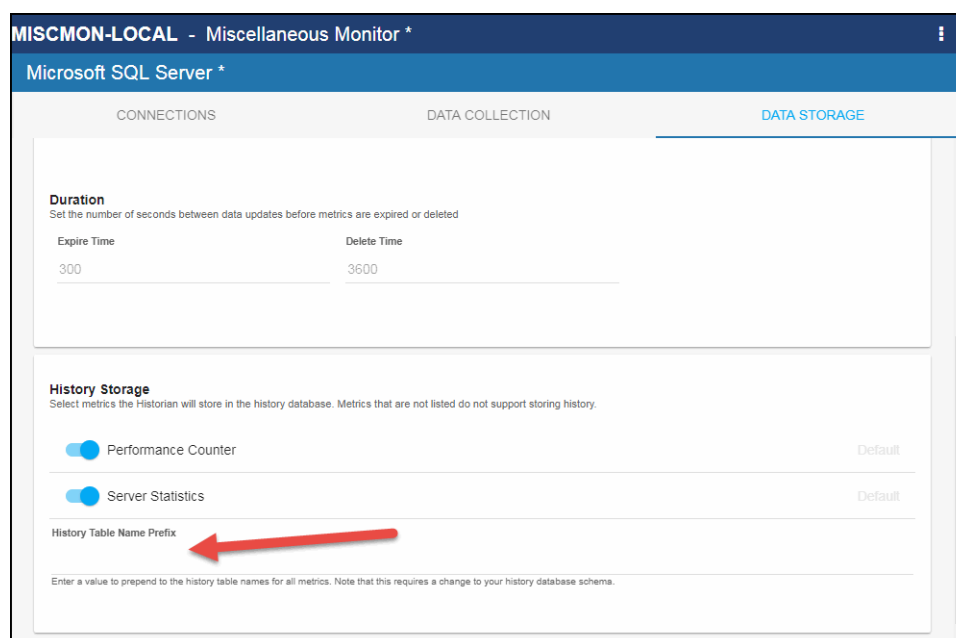 MISCMON-LOCAL - Miscellaneous Monitor *
Microsoft SQL Server *
CONNECTIONS DATA COLLECTION DATA STORAGE
Duration
Set the number of seconds between data updates before metrics are expired or deleted
Expire Time Delete Time
300 3600
History Storage
Select metrics the Historian will store in the history database. Metrics that are not listed do not support storing history.
Performance Counter Default
Server Statistics Default
History Table Name Prefix
Enter a value to prepend to the history table names for all metrics. Note that this requires a change to your history database schema.